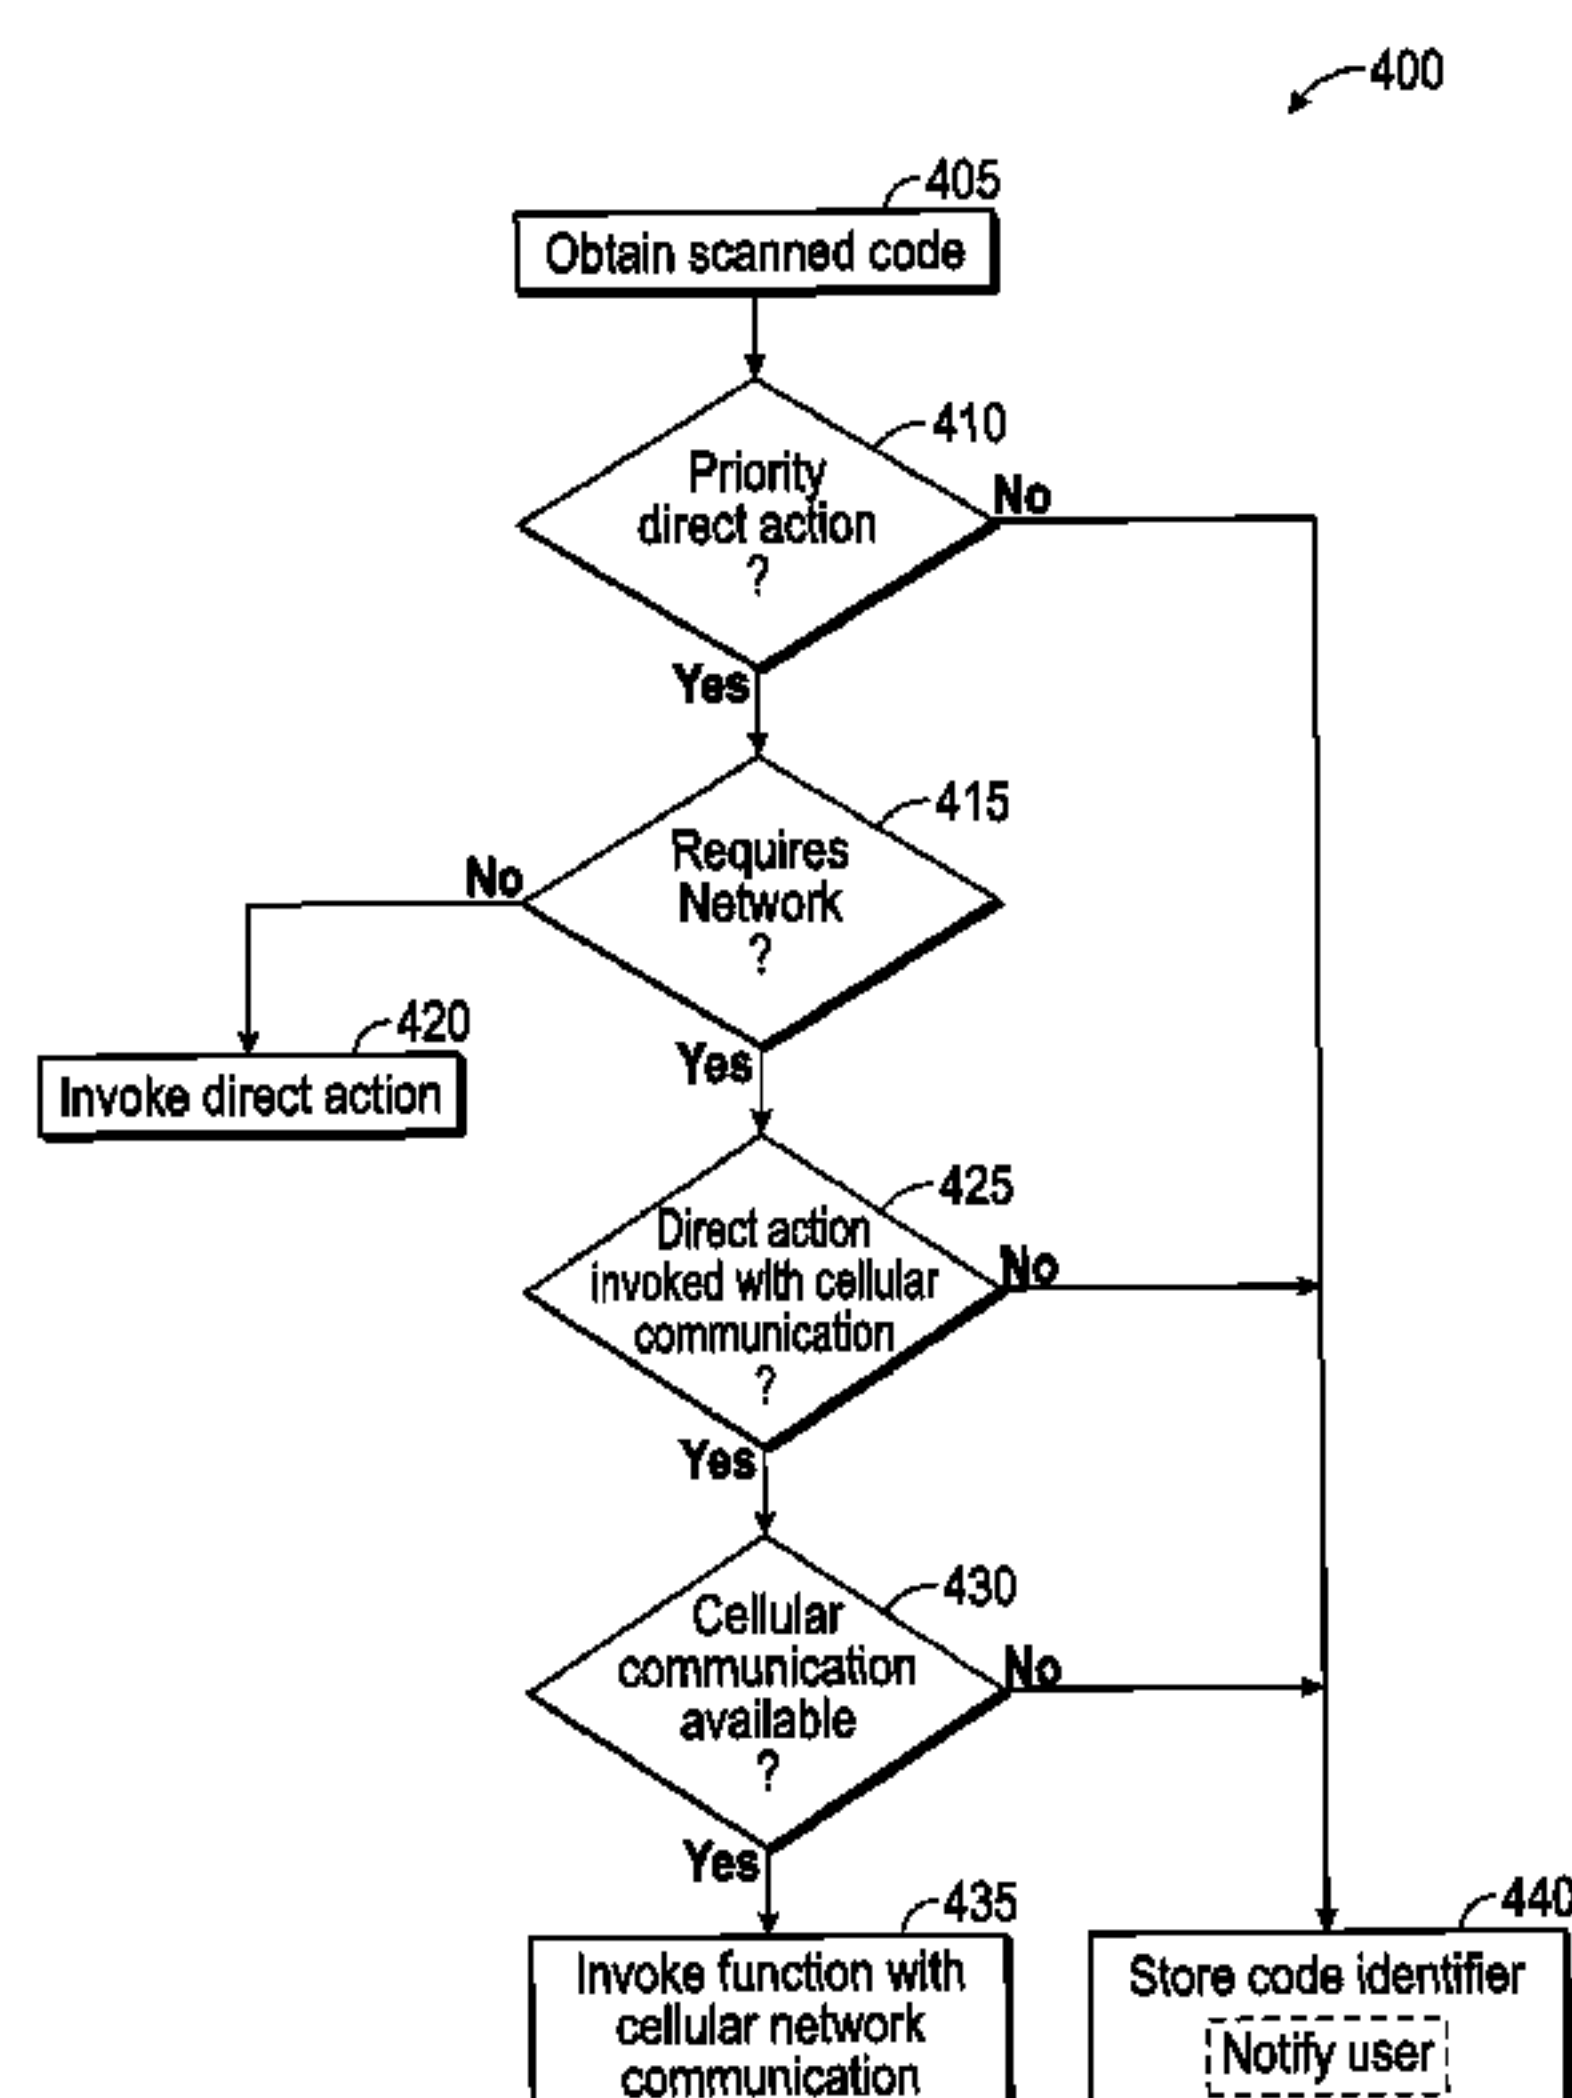 400
405
Obtain scanned code
410
Priority
direct action
?
No
Yes
415
Requires
Network
?
No
Yes
420
Invoke direct action
425
Direct action
invoked with cellular
communication
?
No
Yes
430
Cellular
communication
available
?
No
Yes
435
Invoke function with
cellular network
communication
440
Store code identifier
Notify user